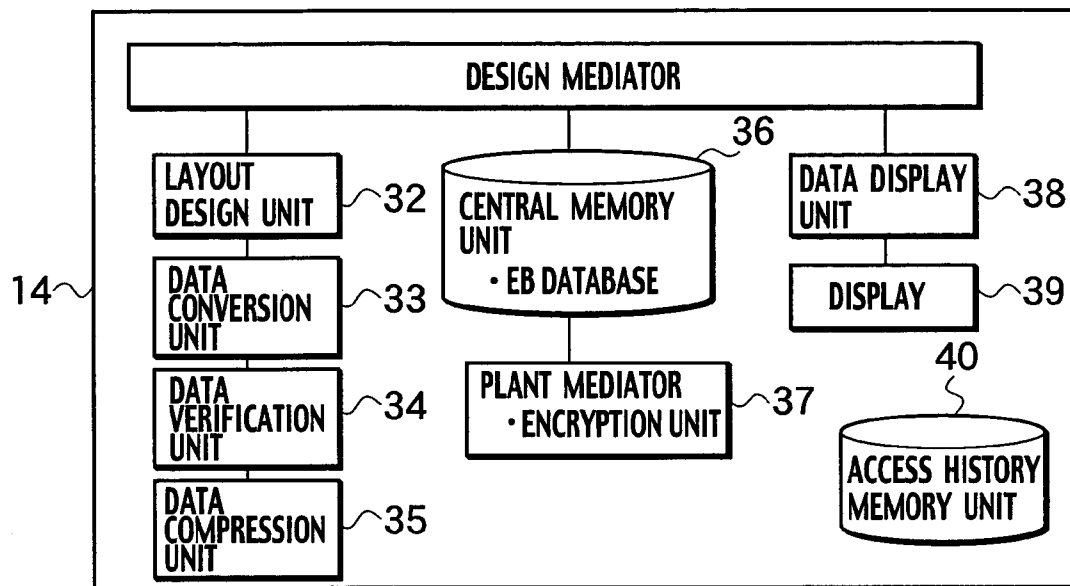 DESIGN MEDIATOR
LAYOUT
DESIGN UNIT
32
DATA
CONVERSION
UNIT
33
DATA
VERIFICATION
UNIT
34
DATA
COMPRESSION
UNIT
35
36
CENTRAL MEMORY
UNIT
・EB DATABASE
PLANT MEDIATOR
・ENCRYPTION UNIT
37
DATA DISPLAY
UNIT
38
DISPLAY
39
40
ACCESS HISTORY
MEMORY UNIT
14